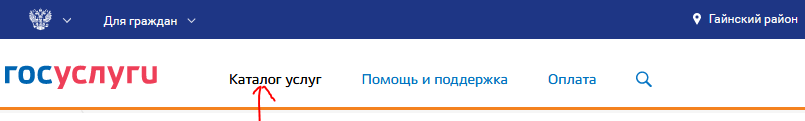 Для граждан Гайнский район
госуслуги Каталог услуг Помощь и поддержка Оплата